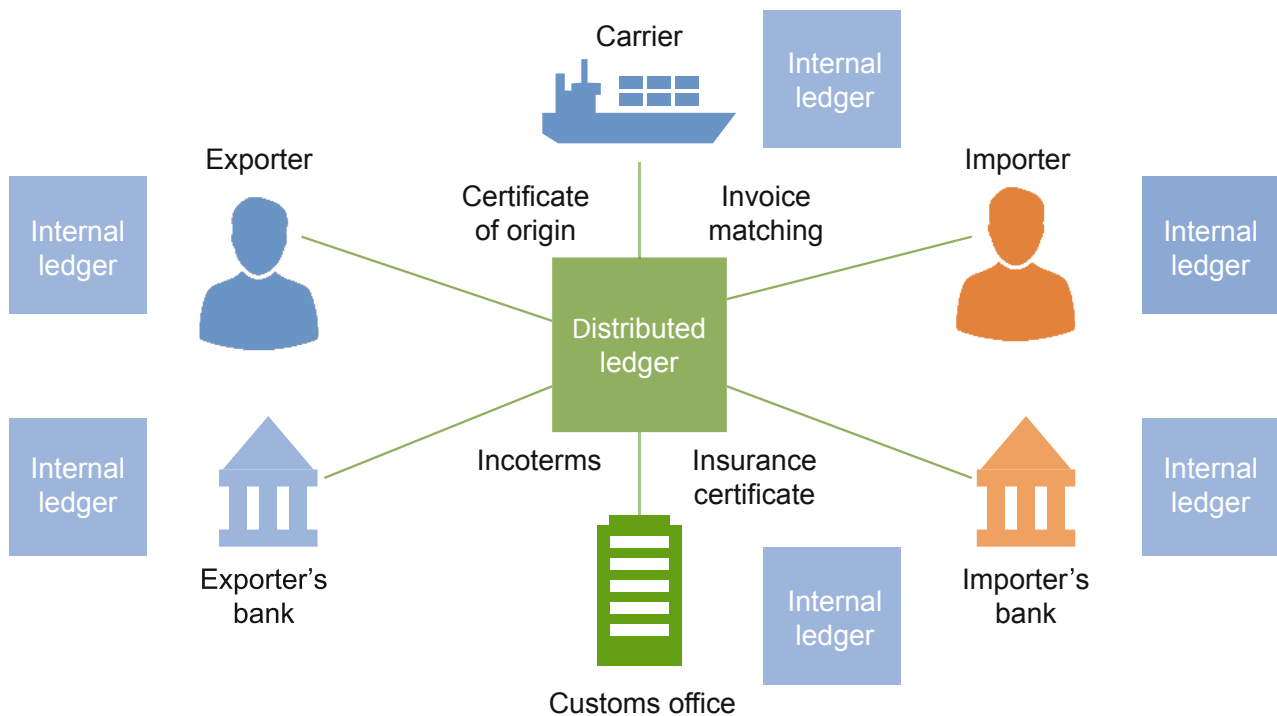 Carrier
Internal
ledger
Exporter
Importer
Internal
ledger
Certificate
of origin
Invoice
matching
Internal
ledger
Distributed
ledger
Internal
ledger
Incoterms
Insurance
certificate
Internal
ledger
Exporter’s
bank
Internal
ledger
Importer’s
bank
Customs office